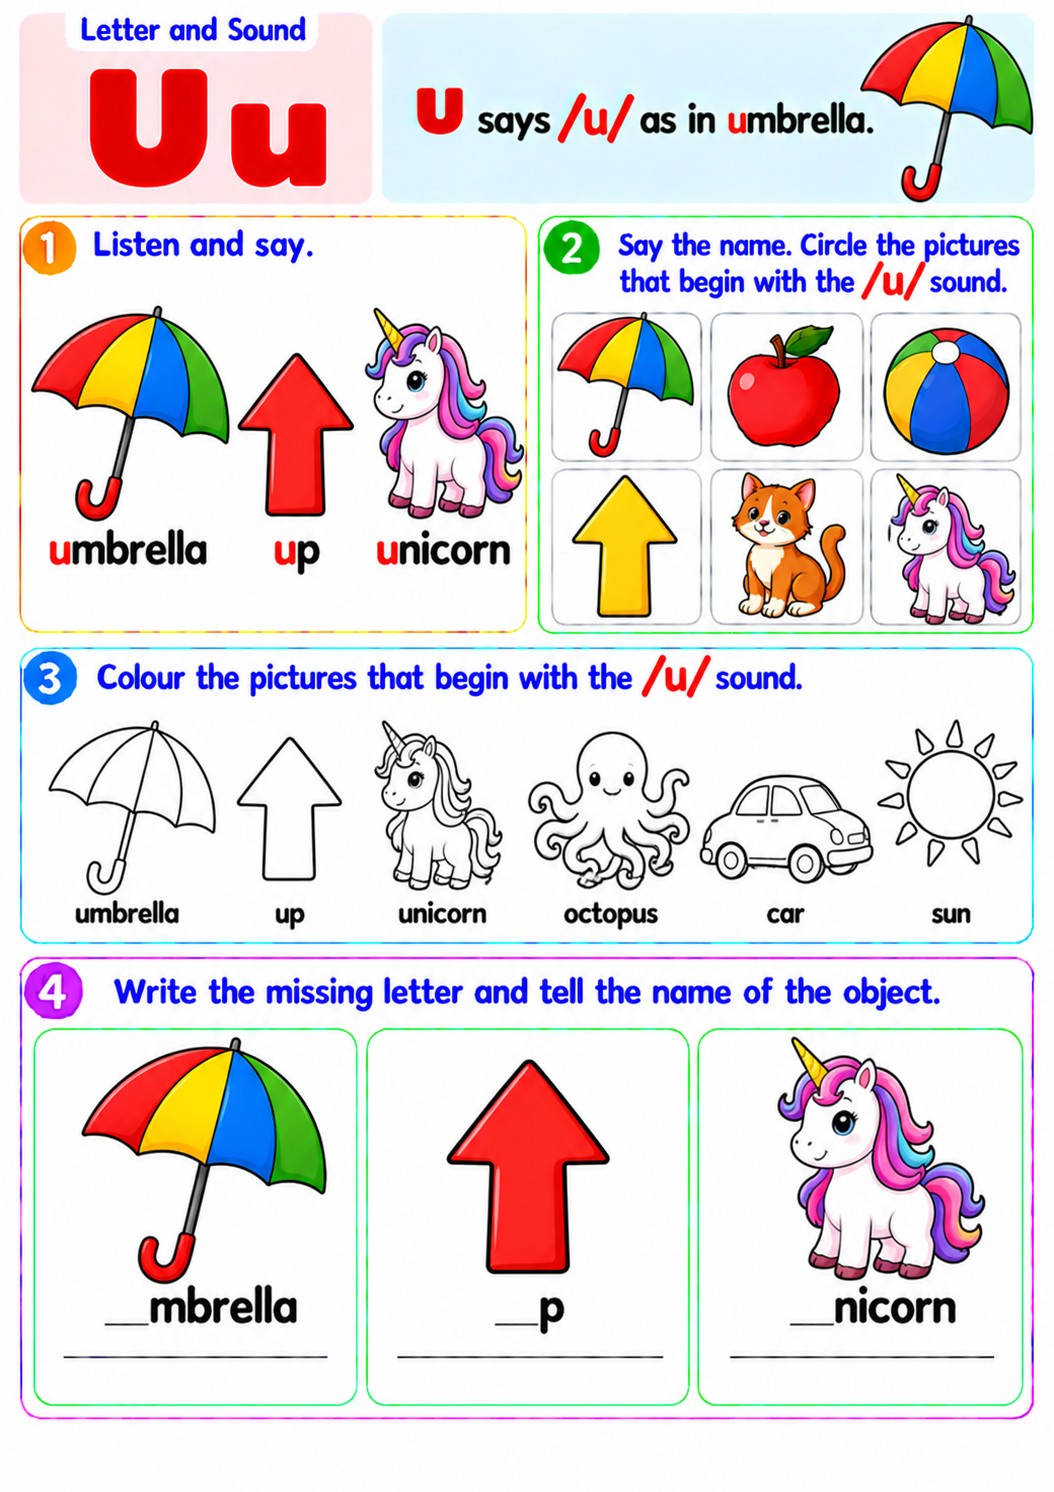 Letter and Sound
Uu
U says /u/ as in umbrella.
1 Listen and say.
umbrella up unicorn
2 Say the name. Circle the pictures
that begin with the /u/ sound.
3 Colour the pictures that begin with the /u/ sound.
umbrella up unicorn octopus car sun
4 Write the missing letter and tell the name of the object.
__mbrella __p __nicorn